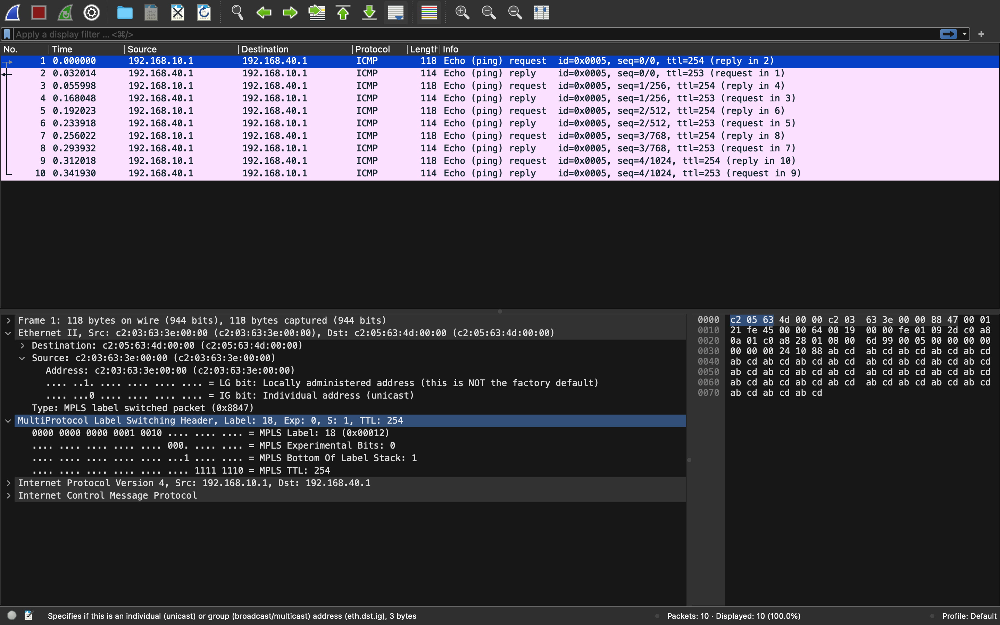 Apply a display filter ... <⌘/>
No. Time Source Destination Protocol Length Info
1 0.000000 192.168.10.1 192.168.40.1 ICMP 118 Echo (ping) request id=0x0005, seq=0/0, ttl=254 (reply in 2)
2 0.032014 192.168.40.1 192.168.10.1 ICMP 114 Echo (ping) reply id=0x0005, seq=0/0, ttl=253 (request in 1)
3 0.055998 192.168.10.1 192.168.40.1 ICMP 118 Echo (ping) request id=0x0005, seq=1/256, ttl=254 (reply in 4)
4 0.168048 192.168.40.1 192.168.10.1 ICMP 114 Echo (ping) reply id=0x0005, seq=1/256, ttl=253 (request in 3)
5 0.192023 192.168.10.1 192.168.40.1 ICMP 118 Echo (ping) request id=0x0005, seq=2/512, ttl=254 (reply in 6)
6 0.233918 192.168.40.1 192.168.10.1 ICMP 114 Echo (ping) reply id=0x0005, seq=2/512, ttl=253 (request in 5)
7 0.256022 192.168.10.1 192.168.40.1 ICMP 118 Echo (ping) request id=0x0005, seq=3/768, ttl=254 (reply in 8)
8 0.293932 192.168.40.1 192.168.10.1 ICMP 114 Echo (ping) reply id=0x0005, seq=3/768, ttl=253 (request in 7)
9 0.312018 192.168.10.1 192.168.40.1 ICMP 118 Echo (ping) request id=0x0005, seq=4/1024, ttl=254 (reply in 10)
10 0.341930 192.168.40.1 192.168.10.1 ICMP 114 Echo (ping) reply id=0x0005, seq=4/1024, ttl=253 (request in 9)
Frame 1: 118 bytes on wire (944 bits), 118 bytes captured (944 bits)
Ethernet II, Src: c2:03:63:3e:00:00 (c2:03:63:3e:00:00), Dst: c2:05:63:4d:00:00 (c2:05:63:4d:00:00)
Destination: c2:05:63:4d:00:00 (c2:05:63:4d:00:00)
Source: c2:03:63:3e:00:00 (c2:03:63:3e:00:00)
Address: c2:03:63:3e:00:00 (c2:03:63:3e:00:00)
.... ..1. .... .... .... .... = LG bit: Locally administered address (this is NOT the factory default)
.... ...0 .... .... .... .... = IG bit: Individual address (unicast)
Type: MPLS label switched packet (0x8847)
MultiProtocol Label Switching Header, Label: 18, Exp: 0, S: 1, TTL: 254
0000 0000 0000 0001 0010 .... .... .... = MPLS Label: 18 (0x00012)
.... .... .... .... .... 000. .... .... = MPLS Experimental Bits: 0
.... .... .... .... .... ...1 .... .... = MPLS Bottom Of Label Stack: 1
.... .... .... .... .... .... 1111 1110 = MPLS TTL: 254
Internet Protocol Version 4, Src: 192.168.10.1, Dst: 192.168.40.1
Internet Control Message Protocol
0000 c2 05 63 4d 00 00 c2 03 63 3e 00 00 88 47 00 01
0010 21 fe 45 00 00 64 00 19 00 00 fe 01 09 2d c0 a8
0020 0a 01 c0 a8 28 01 08 00 6d 99 00 05 00 00 00 00
0030 00 00 00 24 10 88 ab cd ab cd ab cd ab cd ab cd
0040 ab cd ab cd ab cd ab cd ab cd ab cd ab cd ab cd
0050 ab cd ab cd ab cd ab cd ab cd ab cd ab cd ab cd
0060 ab cd ab cd ab cd ab cd ab cd ab cd ab cd ab cd
0070 ab cd ab cd ab cd
Specifies if this is an individual (unicast) or group (broadcast/multicast) address (eth.dst.ig), 3 bytes
Packets: 10 · Displayed: 10 (100.0%)
Profile: Default